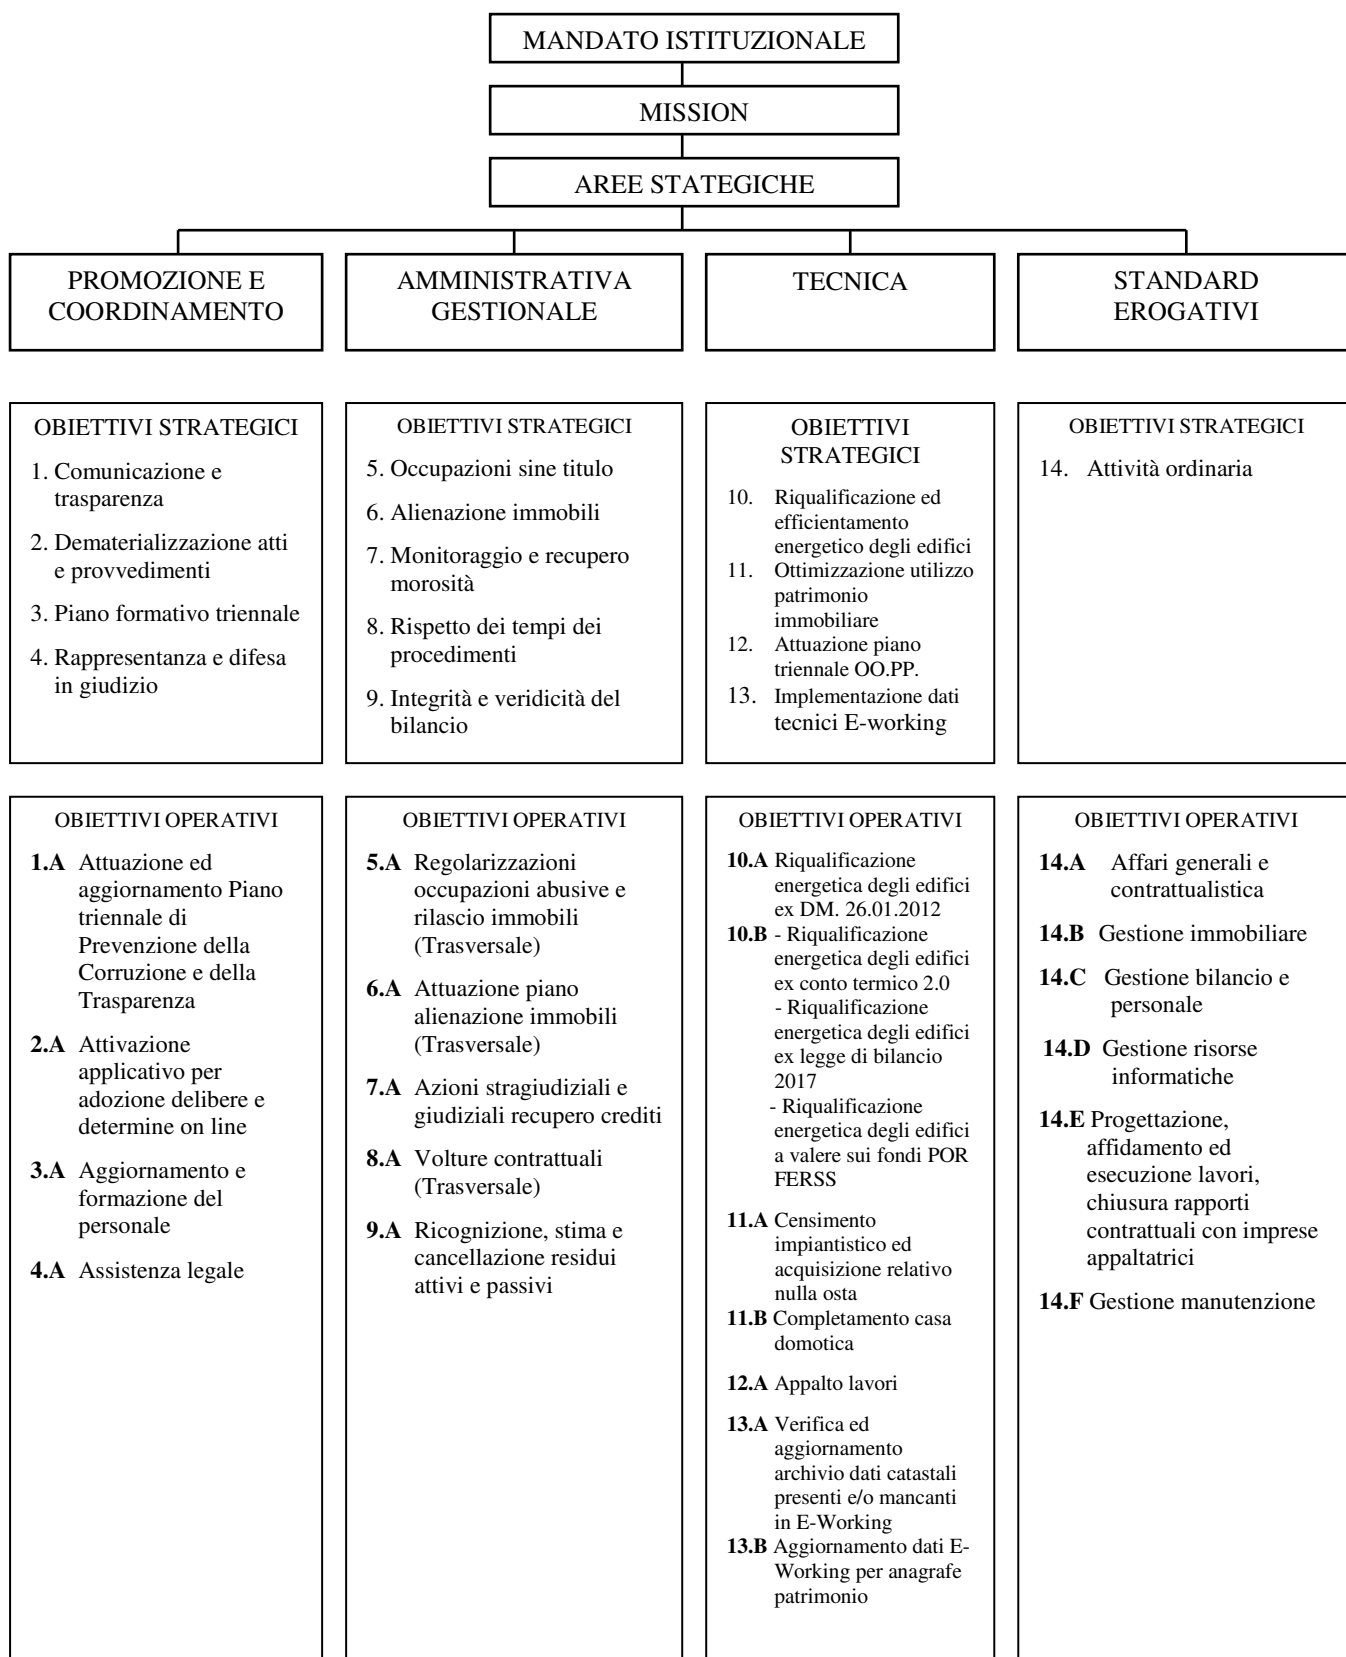 MANDATO ISTITUZIONALE
MISSION
AREE STATEGICHE
PROMOZIONE E
COORDINAMENTO
AMMINISTRATIVA
GESTIONALE
TECNICA
STANDARD
EROGATIVI
OBIETTIVI STRATEGICI
1. Comunicazione e
trasparenza
2. Dematerializzazione atti
e provvedimenti
3. Piano formativo triennale
4. Rappresentanza e difesa
in giudizio
OBIETTIVI STRATEGICI
5. Occupazioni sine titulo
6. Alienazione immobili
7. Monitoraggio e recupero
morosità
8. Rispetto dei tempi dei
procedimenti
9. Integrità e veridicità del
bilancio
OBIETTIVI
STRATEGICI
10. Riqualificazione ed
efficientamento
energetico degli edifici
11. Ottimizzazione utilizzo
patrimonio
immobiliare
12. Attuazione piano
triennale OO.PP.
13. Implementazione dati
tecnici E-working
OBIETTIVI STRATEGICI
14. Attività ordinaria
OBIETTIVI OPERATIVI
1.A Attuazione ed
aggiornamento Piano
triennale di
Prevenzione della
Corruzione e della
Trasparenza
2.A Attivazione
applicativo per
adozione delibere e
determine on line
3.A Aggiornamento e
formazione del
personale
4.A Assistenza legale
OBIETTIVI OPERATIVI
5.A Regolarizzazioni
occupazioni abusive e
rilascio immobili
(Trasversale)
6.A Attuazione piano
alienazione immobili
(Trasversale)
7.A Azioni stragiudiziali e
giudiziali recupero crediti
8.A Volture contrattuali
(Trasversale)
9.A Ricognizione, stima e
cancellazione residui
attivi e passivi
OBIETTIVI OPERATIVI
10.A Riqualificazione
energetica degli edifici
ex DM. 26.01.2012
10.B - Riqualificazione
energetica degli edifici
ex conto termico 2.0
- Riqualificazione
energetica degli edifici
ex legge di bilancio
2017
- Riqualificazione
energetica degli edifici
a valere sui fondi POR
FERSS
11.A Censimento
impiantistico ed
acquisizione relativo
nulla osta
11.B Completamento casa
domotica
12.A Appalto lavori
13.A Verifica ed
aggiornamento
archivio dati catastali
presenti e/o mancanti
in E-Working
13.B Aggiornamento dati E-
Working per anagrafe
patrimonio
OBIETTIVI OPERATIVI
14.A Affari generali e
contrattualistica
14.B Gestione immobiliare
14.C Gestione bilancio e
personale
14.D Gestione risorse
informatiche
14.E Progettazione,
affidamento ed
esecuzione lavori,
chiusura rapporti
contrattuali con imprese
appaltatrici
14.F Gestione manutenzione